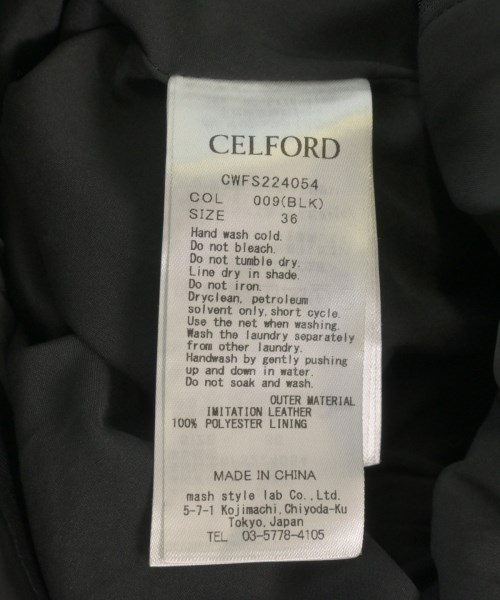 CELFORD
CWFS224054
COL 009(BLK)
SIZE 36
Hand wash cold.
Do not bleach.
Do not tumble dry.
Line dry in shade.
Do not iron.
Dryclean, petroleum
solvent only, short cycle.
Use the net when washing.
Wash the laundry separately
from other laundry.
Handwash by gently pushing
up and down in water.
Do not soak and wash.
OUTER MATERIAL
IMITATION LEATHER
100% POLYESTER LINING
MADE IN CHINA
mash style lab Co., Ltd.
5-7-1 Kojimachi, Chiyoda-Ku
Tokyo, Japan
TEL 03-5778-4105